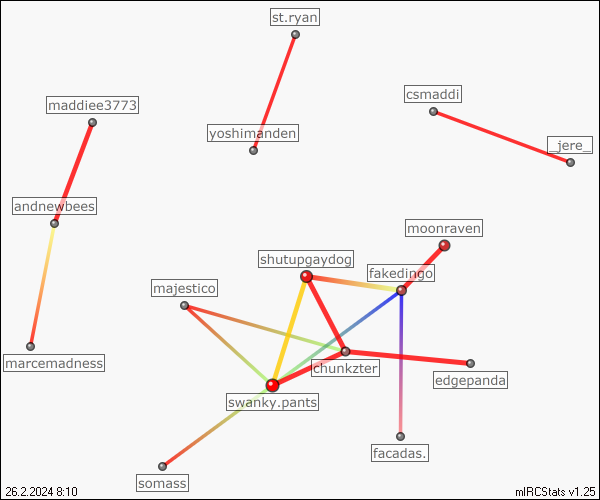 st.ryan
csmaddi
maddiee3773
yoshimanden
_jere_
andnewbees
moonraven
shutupgaydog
fakedingo
majestico
marcemadness
chunkzter
edgepanda
swanky.pants
facadas.
somass
26.2.2024 8:10
mIRCStats v1.25